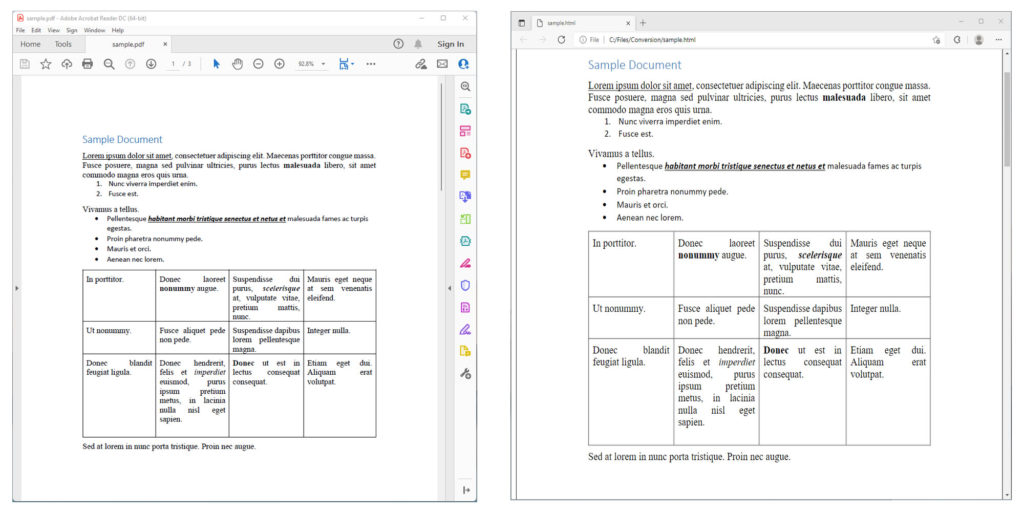 sample.pdf - Adobe Acrobat Reader DC (64-bit)
File Edit View Sign Window Help
Home Tools sample.pdf × Sign In
1 / 3 92.8%
Sample Document
Lorem ipsum dolor sit amet, consectetuer adipiscing elit. Maecenas porttitor congue massa.
Fusce posuere, magna sed pulvinar ultricies, purus lectus malesuada libero, sit amet
commodo magna eros quis urna.
1. Nunc viverra imperdiet enim.
2. Fusce est.
Vivamus a tellus.
• Pellentesque habitant morbi tristique senectus et netus et malesuada fames ac turpis
egestas.
• Proin pharetra nonummy pede.
• Mauris et orci.
• Aenean nec lorem.
In porttitor.
Donec laoreet
nonummy augue.
Suspendisse dui
purus, scelerisque
at, vulputate vitae,
pretium mattis,
nunc.
Mauris eget neque
at sem venenatis
eleifend.
Ut nonummy.
Fusce aliquet pede
non pede.
Suspendisse dapibus
lorem pellentesque
magna.
Integer nulla.
Donec blandit
feugiat ligula.
Donec hendrerit,
felis et imperdiet
euismod, purus
ipsum pretium
metus, in lacinia
nulla nisl eget
sapien.
Donec ut est in
lectus consequat
consequat.
Etiam eget dui.
Aliquam erat
volutpat.
Sed at lorem in nunc porta tristique. Proin nec augue.
sample.html
File C:/Files/Conversion/sample.html
Sample Document
Lorem ipsum dolor sit amet, consectetuer adipiscing elit. Maecenas porttitor congue massa.
Fusce posuere, magna sed pulvinar ultricies, purus lectus malesuada libero, sit amet
commodo magna eros quis urna.
1. Nunc viverra imperdiet enim.
2. Fusce est.
Vivamus a tellus.
• Pellentesque habitant morbi tristique senectus et netus et malesuada fames ac turpis
egestas.
• Proin pharetra nonummy pede.
• Mauris et orci.
• Aenean nec lorem.
In porttitor.
Donec laoreet
nonummy augue.
Suspendisse dui
purus, scelerisque
at, vulputate vitae,
pretium mattis,
nunc.
Mauris eget neque
at sem venenatis
eleifend.
Ut nonummy.
Fusce aliquet pede
non pede.
Suspendisse dapibus
lorem pellentesque
magna.
Integer nulla.
Donec blandit
feugiat ligula.
Donec hendrerit,
felis et imperdiet
euismod, purus
ipsum pretium
metus, in lacinia
nulla nisl eget
sapien.
Donec ut est in
lectus consequat
consequat.
Etiam eget dui.
Aliquam erat
volutpat.
Sed at lorem in nunc porta tristique. Proin nec augue.